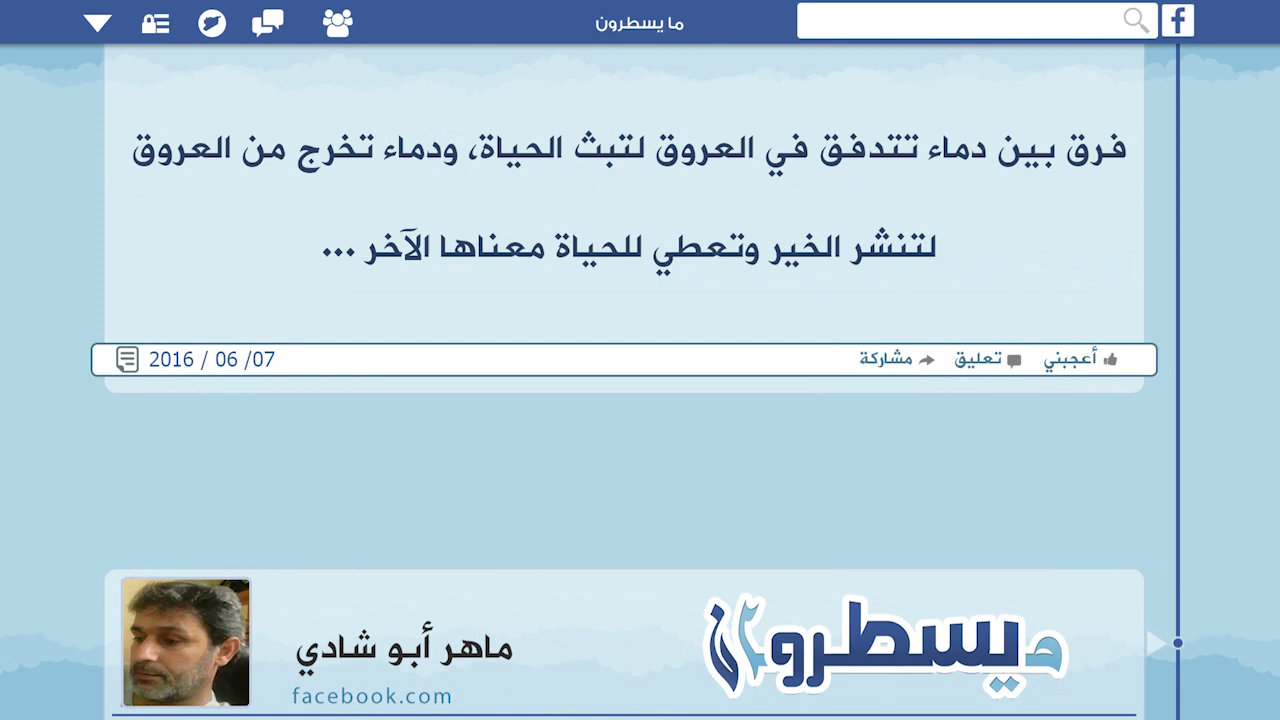 ما يسطرون
فرق بين دماء تتدفق في العروق لتبث الحياة، ودماء تخرج من العروق
لتنشر الخير وتعطي للحياة معناها الآخر ...
أعجبني تعليق مشاركة 2016 / 06 /07
ما يسطرون
ماهر أبو شادي
facebook.com